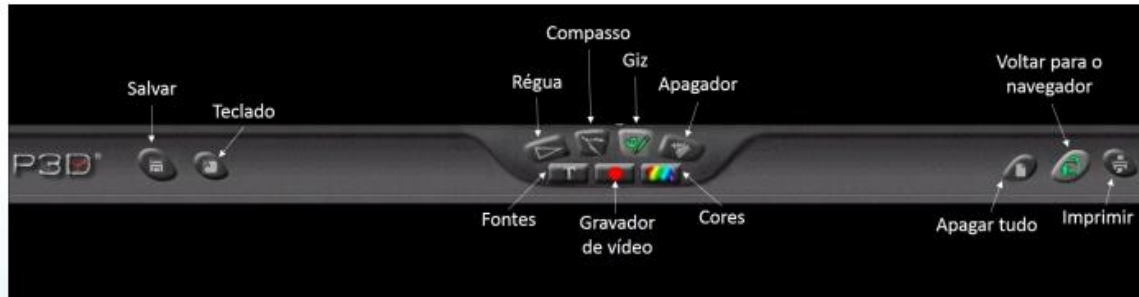 Compasso
Giz
Voltar para o
navegador
Salvar
Régua
Apagador
Teclado
P3D®
T
Fontes
Gravador
de vídeo
Cores
Apagar tudo
Imprimir